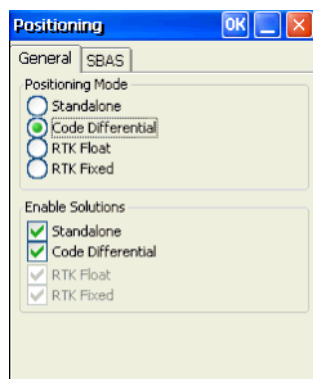 Positioning OK
General SBAS
Positioning Mode
Standalone
Code Differential
RTK Float
RTK Fixed
Enable Solutions
Standalone
Code Differential
RTK Float
RTK Fixed